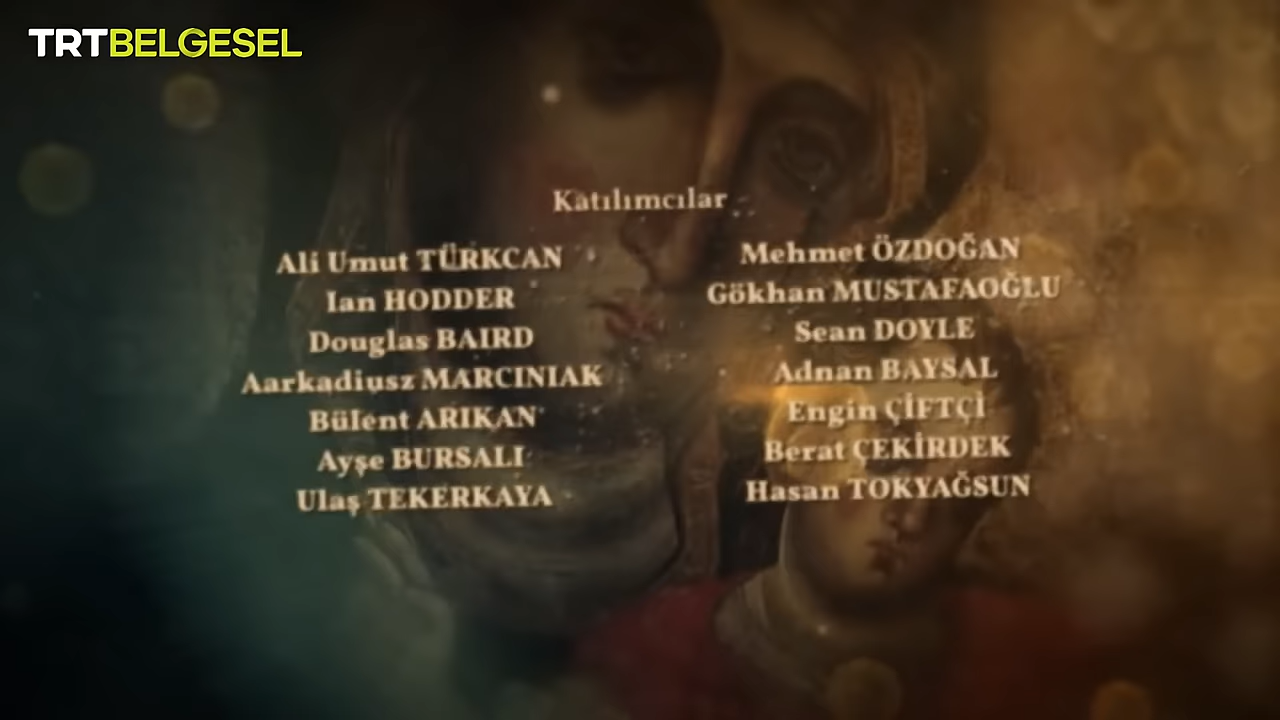 TRTBELGESEL
Katılımcılar
Ali Umut TÜRKCAN
Ian HODDER
Douglas BAIRD
Aarkadiusz MARCINIAK
Bülent ARIKAN
Ayşe BURSALI
Ulaş TEKERKAYA
Mehmet ÖZDOĞAN
Gökhan MUSTAFAOĞLU
Sean DOYLE
Adnan BAYSAL
Engin ÇİFTÇİ
Berat ÇEKİRDEK
Hasan TOKYAĞSUN